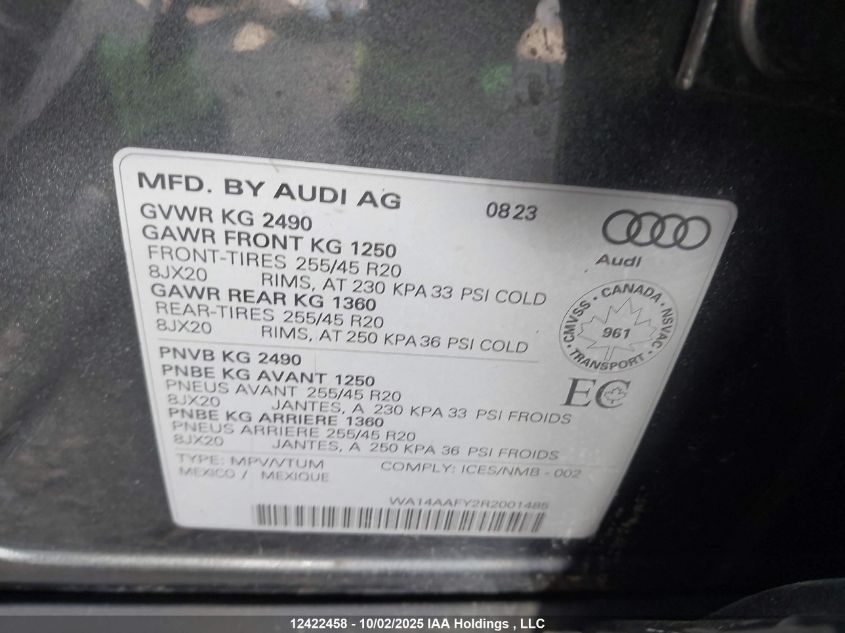 MFD. BY AUDI AG 0823
GVWR KG 2490
GAWR FRONT KG 1250
FRONT-TIRES 255/45 R20
8JX20 RIMS, AT 230 KPA 33 PSI COLD
GAWR REAR KG 1360
REAR-TIRES 255/45 R20
8JX20 RIMS, AT 250 KPA 36 PSI COLD
Audi
CMVSS · CANADA · NSVAC
961
TRANSPORT
PNVB KG 2490
PNBE KG AVANT 1250
PNEUS AVANT 255/45 R20
8JX20 JANTES, A 230 KPA 33 PSI FROIDS
PNBE KG ARRIERE 1360
PNEUS ARRIERE 255/45 R20
8JX20 JANTES, A 250 KPA 36 PSI FROIDS
EC
TYPE: MPV/VTUM COMPLY: ICES/NMB - 002
MEXICO / MEXIQUE
WA14AAFY2R2001485
12422458 - 10/02/2025 IAA Holdings , LLC